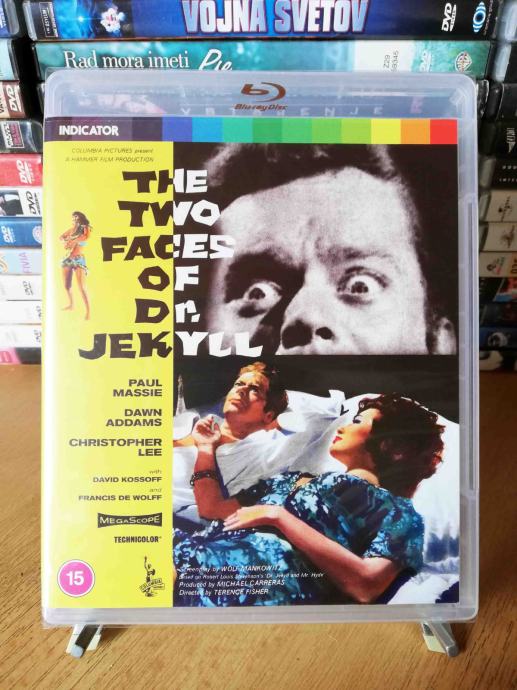 VOJNA SVETOV
Rad mora imeti Pie
Z29
Blu-ray Disc
INDICATOR
COLUMBIA PICTURES present
A HAMMER FILM PRODUCTION
THE
TWO
FACES
OF
Dr.
JEKYLL
PAUL
MASSIE
DAWN
ADDAMS
CHRISTOPHER
LEE
with
DAVID KOSSOFF
and
FRANCIS DE WOLFF
MEGASCOPE
TECHNICOLOR®
15
Screenplay by WOLF MANKOWITZ
Based on Robert Louis Stevenson's 'Dr. Jekyll and Mr. Hyde'
Produced by MICHAEL CARRERAS
Directed by TERENCE FISHER